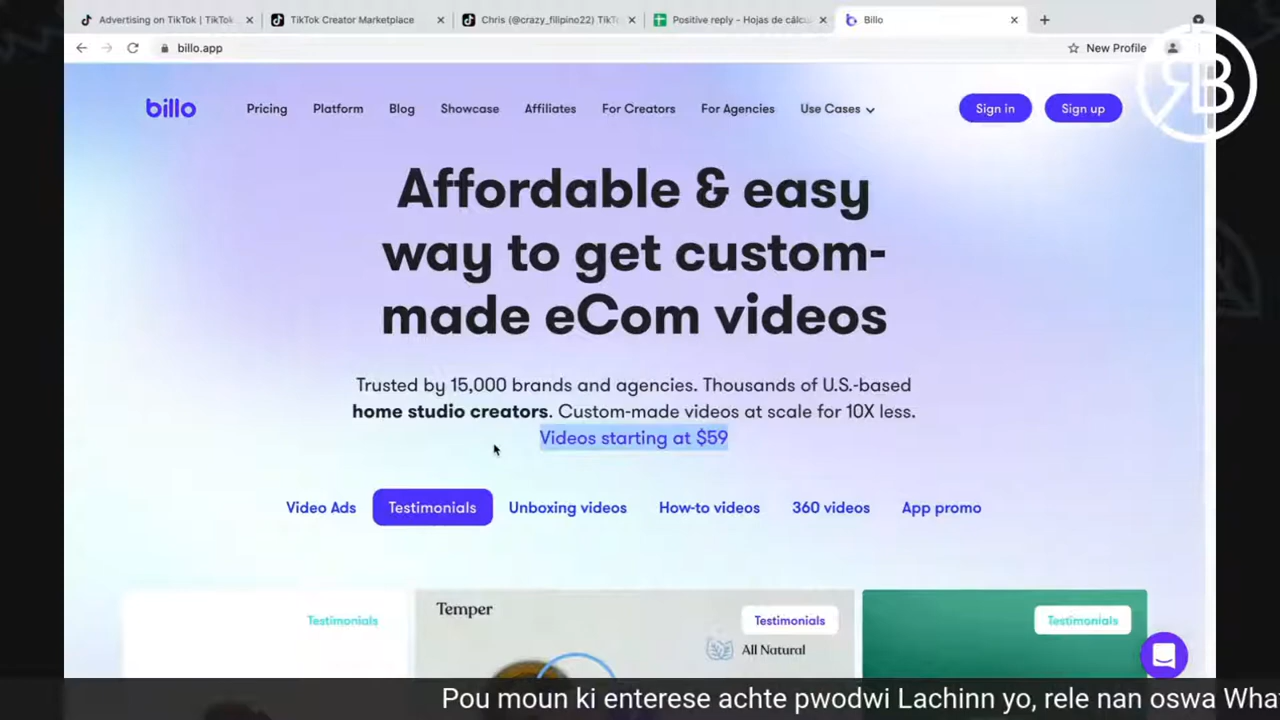 Advertising on TikTok | TikTok
TikTok Creator Marketplace
Chris (@crazy_filipino22) TikT
Positive reply - Hojas de cálcu
Billo
billo.app
New Profile
billo
Pricing
Platform
Blog
Showcase
Affiliates
For Creators
For Agencies
Use Cases
Sign in
Sign up
Affordable & easy
way to get custom-
made eCom videos
Trusted by 15,000 brands and agencies. Thousands of U.S.-based
home studio creators. Custom-made videos at scale for 10X less.
Videos starting at $59
Video Ads
Testimonials
Unboxing videos
How-to videos
360 videos
App promo
Testimonials
Temper
Testimonials
All Natural
Testimonials
Pou moun ki enterese achte pwodwi Lachinn yo, rele nan oswa Wha